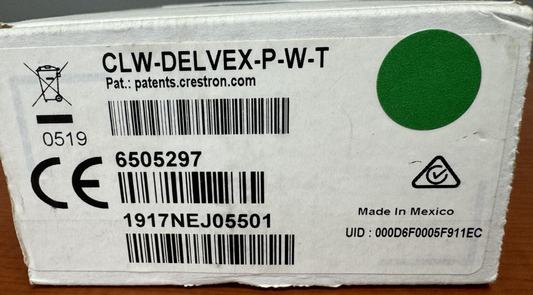 CLW-DELVEX-P-W-T
Pat.: patents.crestron.com
0519
6505297
CE
1917NEJ05501
Made In Mexico
UID : 000D6F0005F911EC